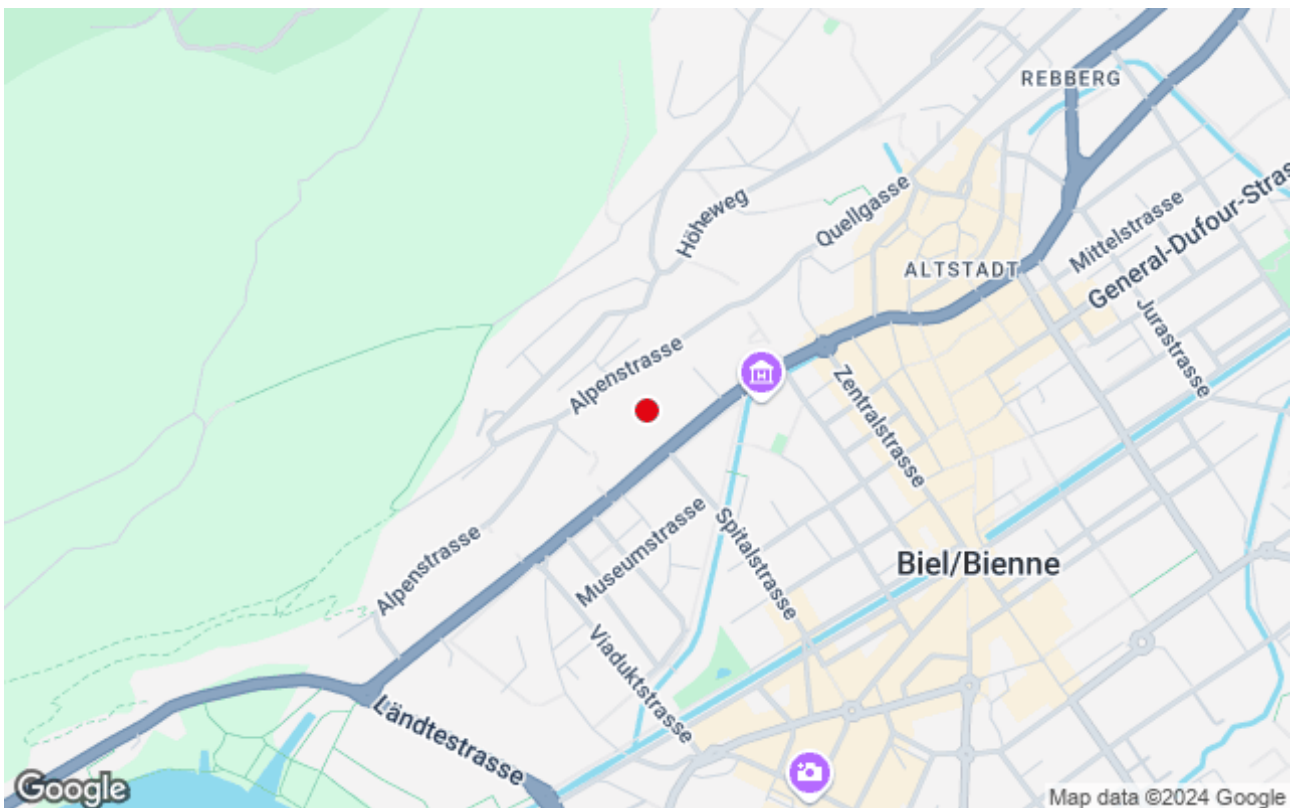 REBBERG
Höheweg
Quellgasse
Mittelstrasse
General-Dufour-Stras
ALTSTADT
Jurastrasse
Alpenstrasse
Zentralstrasse
Museumstrasse
Spitalstrasse
Biel/Bienne
Alpenstrasse
Viaduktstrasse
Ländtestrasse
H
Google
Map data ©2024 Google